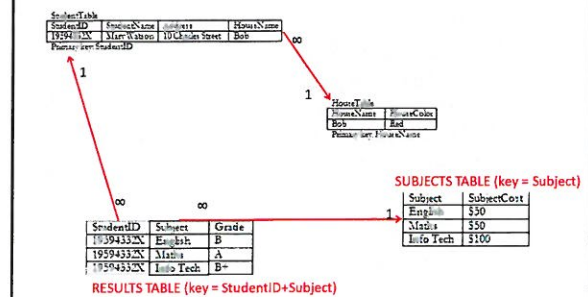 StudentTable
StudentID StudentName Address HouseName
19594332X Mary Watson 10 Charles Street Bob
Primary key: StudentID
∞
1
1
HouseTable
HouseName HouseColor
Bob Red
Primary key: HouseName
SUBJECTS TABLE (key = Subject)
∞ ∞
Subject SubjectCost
English $50
1
Maths $50
Info Tech $100
StudentID Subject Grade
19594332X English B
19594332X Maths A
19594332X Info Tech B+
RESULTS TABLE (key = StudentID+Subject)